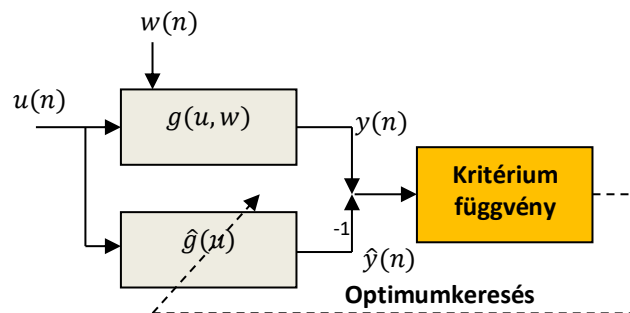 w(n)
u(n)
g(u, w)
y(n)
Kritérium
függvény
ĝ(u)
-1
ŷ(n)
Optimumkeresés